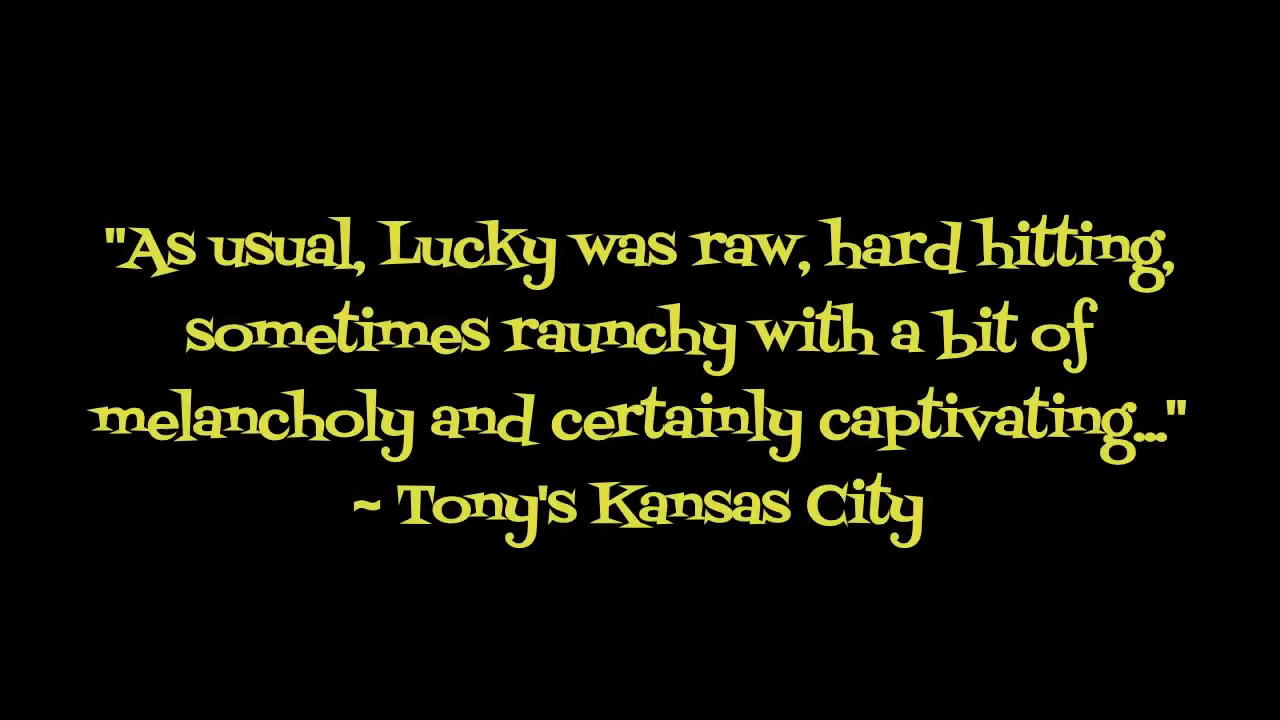 "As usual, Lucky was raw, hard hitting,
sometimes raunchy with a bit of
melancholy and certainly captivating..."
~ Tony's Kansas City